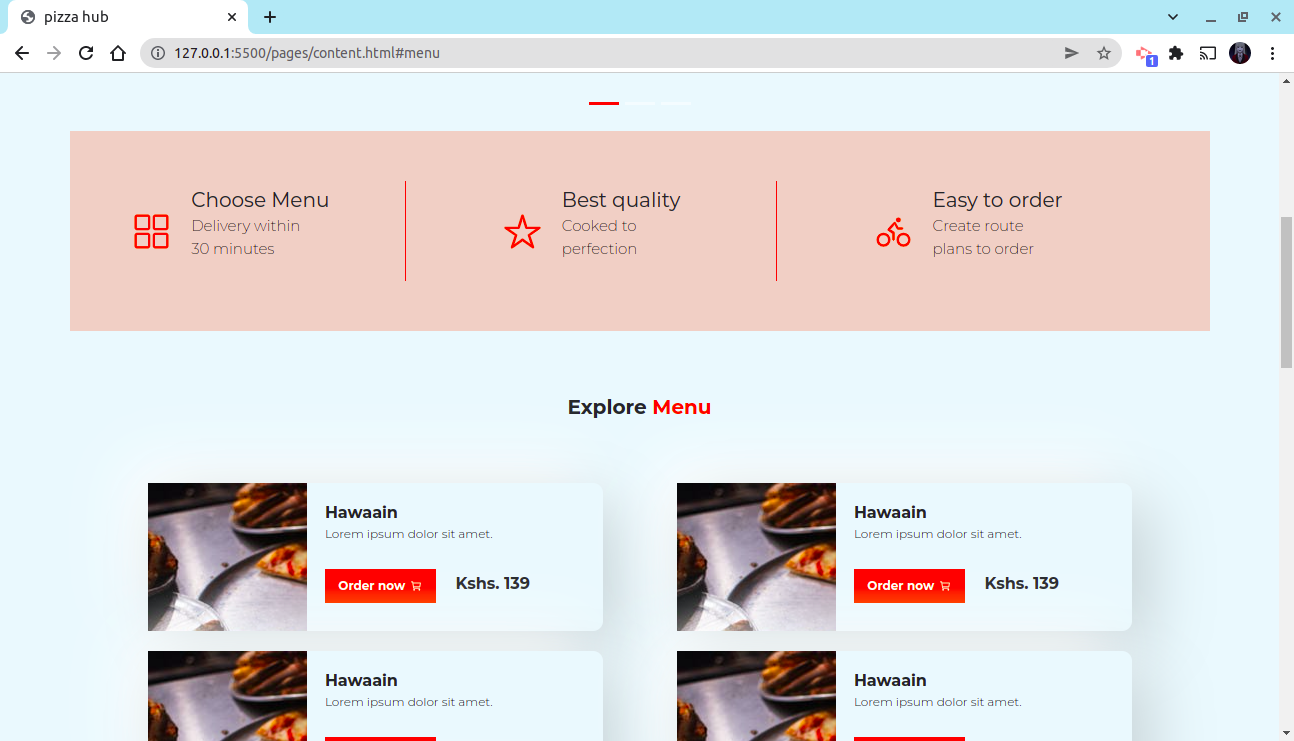 pizza hub
127.0.0.1:5500/pages/content.html#menu
1
Choose Menu
Delivery within
30 minutes
Best quality
Cooked to
perfection
Easy to order
Create route
plans to order
Explore Menu
Hawaain
Lorem ipsum dolor sit amet.
Order now
Kshs. 139
Hawaain
Lorem ipsum dolor sit amet.
Order now
Kshs. 139
Hawaain
Lorem ipsum dolor sit amet.
Hawaain
Lorem ipsum dolor sit amet.